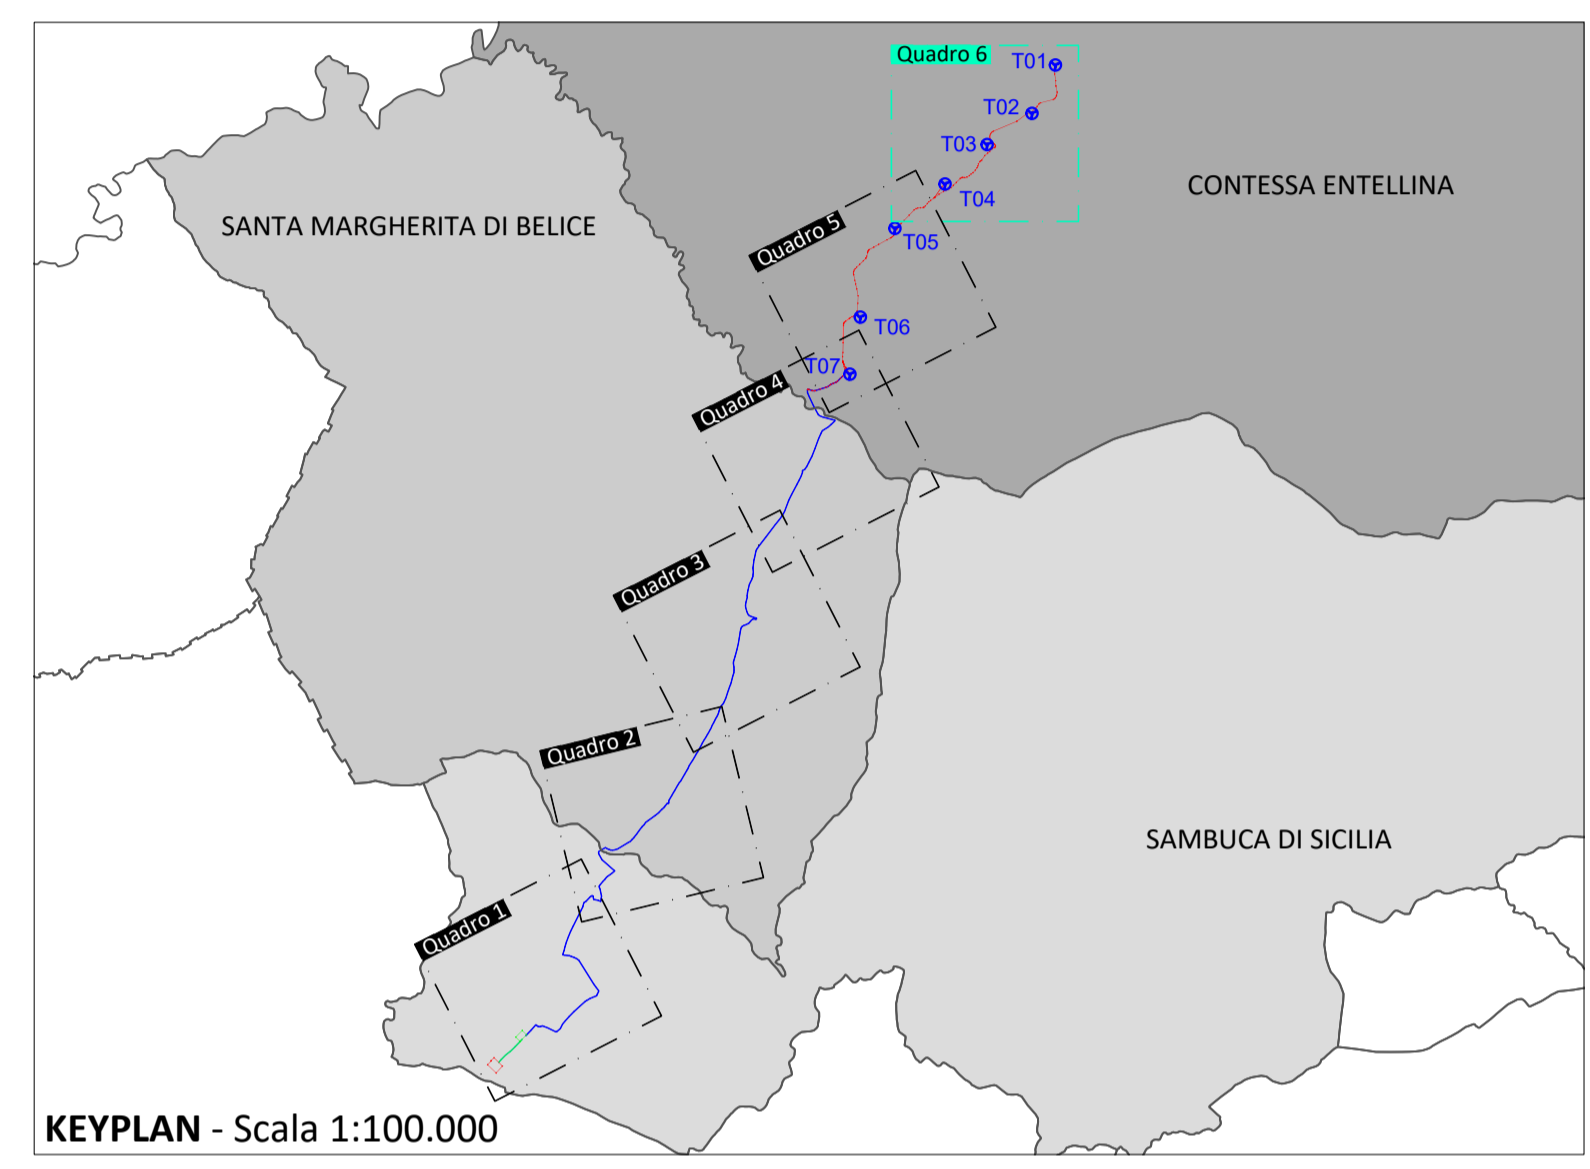 Quadro 6
T01
T02
T03
T04
CONTESSA ENTELLINA
SANTA MARGHERITA DI BELICE
Quadro 5
T05
T06
T07
Quadro 4
Quadro 3
Quadro 2
SAMBUCA DI SICILIA
Quadro 1
KEYPLAN - Scala 1:100.000